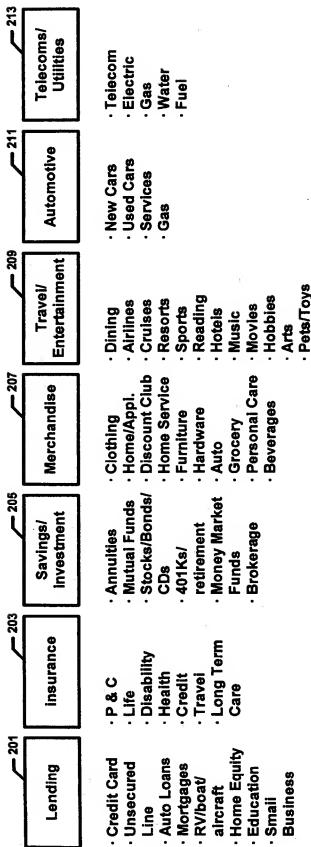 201
Lending
· Credit Card
· Unsecured
Line
· Auto Loans
· Mortgages
· RV/boat/
aircraft
· Home Equity
· Education
· Small
Business
203
Insurance
· P & C
· Life
· Disability
· Health
· Credit
· Travel
· Long Term
Care
205
Savings/
Investment
· Annuities
· Mutual Funds
· Stocks/Bonds/
CDs
· 401Ks/
retirement
· Money Market
Funds
· Brokerage
207
Merchandise
· Clothing
· Home/Appl.
· Discount Club
· Home Service
· Furniture
· Hardware
· Auto
· Grocery
· Personal Care
· Beverages
209
Travel/
Entertainment
· Dining
· Airlines
· Cruises
· Resorts
· Sports
· Reading
· Hotels
· Music
· Movies
· Hobbies
· Arts
· Pets/Toys
211
Automotive
· New Cars
· Used Cars
· Services
· Gas
213
Telecoms/
Utilities
· Telecom
· Electric
· Gas
· Water
· Fuel